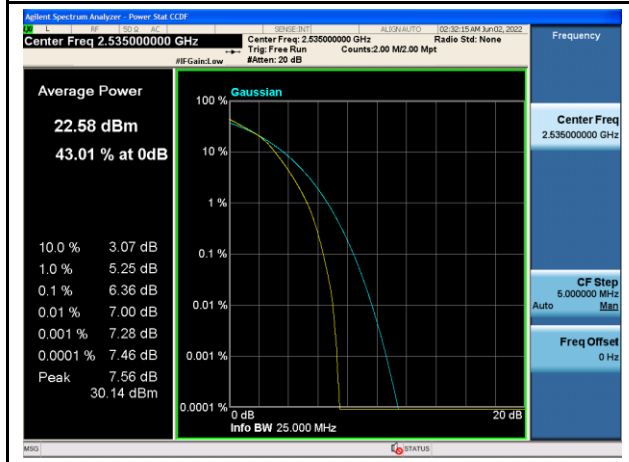 Agilent Spectrum Analyzer - Power Stat CCDF
L RF 50 Ω AC SENSE:INT ALIGNAUTO 02:32:15 AM Jun 02, 2022
Center Freq 2.535000000 GHz
Center Freq: 2.535000000 GHz Radio Std: None
Trig: Free Run Counts:2.00 M/2.00 Mpt
#IFGain:Low #Atten: 20 dB
Frequency
Average Power
22.58 dBm
43.01 % at 0dB
10.0 % 3.07 dB
1.0 % 5.25 dB
0.1 % 6.36 dB
0.01 % 7.00 dB
0.001 % 7.28 dB
0.0001 % 7.46 dB
Peak 7.56 dB
30.14 dBm
Gaussian
100 %
10 %
1 %
0.1 %
0.01 %
0.001 %
0.0001 %
0 dB 20 dB
Info BW 25.000 MHz
Center Freq
2.535000000 GHz
CF Step
5.000000 MHz
Auto Man
Freq Offset
0 Hz
MSG STATUS